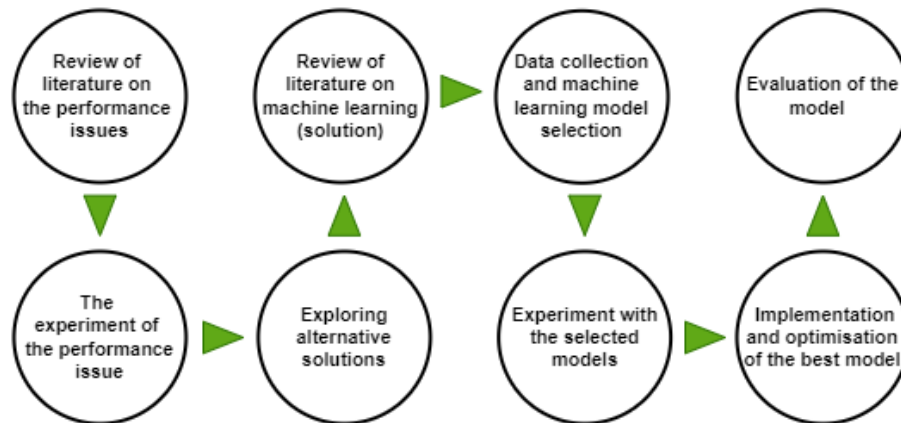 Review of
literature on
the performance
issues
The
experiment of
the performance
issue
Exploring
alternative
solutions
Review of
literature on
machine learning
(solution)
Data collection
and machine
learning model
selection
Experiment with
the selected
models
Implementation
and optimisation
of the best model
Evaluation of the
model